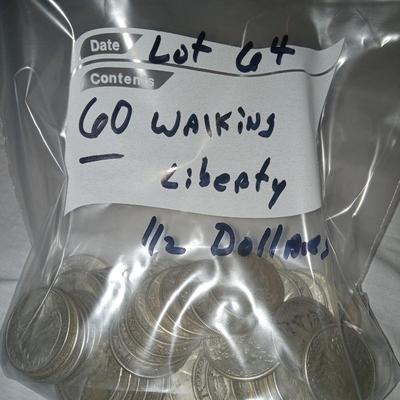 Date Lot 64
Contents
60 Walking
Liberty
1/2 Dollars